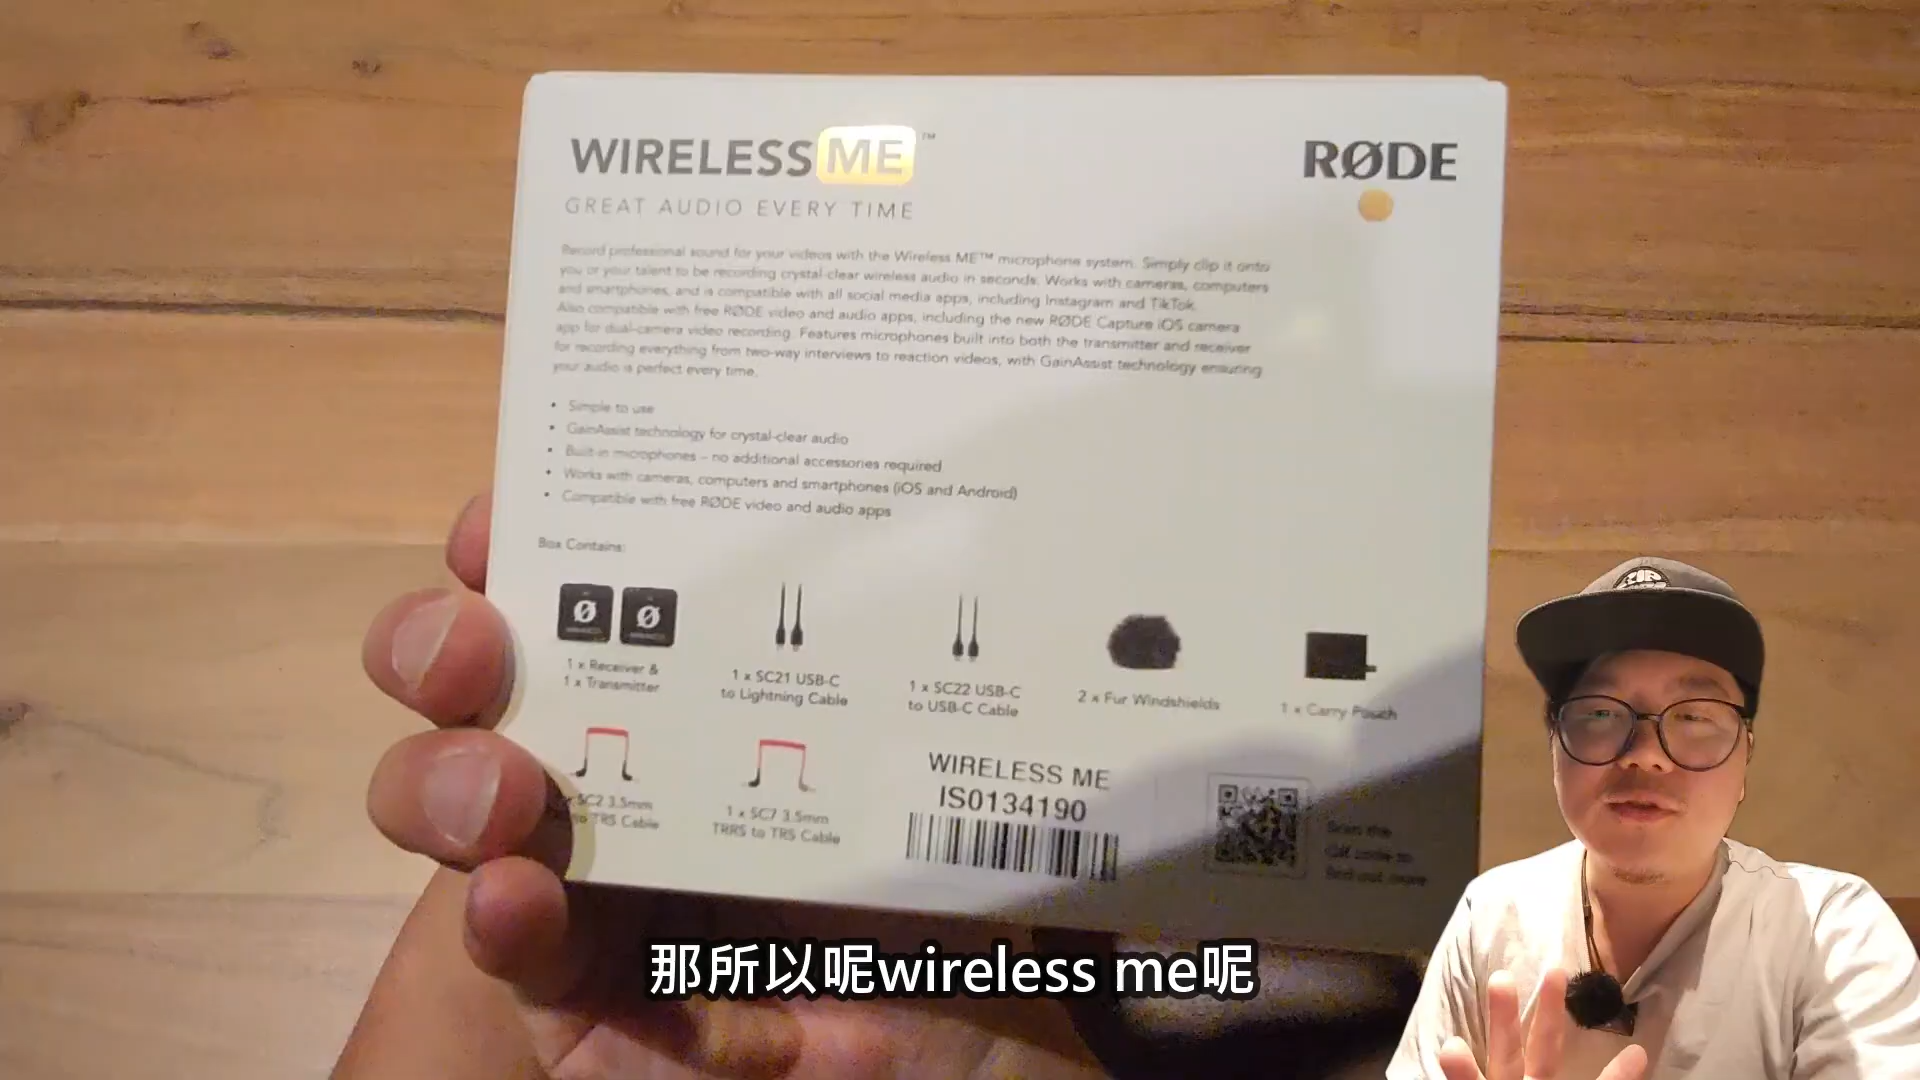 WIRELESS ME™
RØDE
GREAT AUDIO EVERY TIME
Record professional sound for your videos with the Wireless ME™ microphone system. Simply clip it onto
you or your talent to be recording crystal-clear wireless audio in seconds. Works with cameras, computers
and smartphones, and is compatible with all social media apps, including Instagram and TikTok.
Also compatible with free RØDE video and audio apps, including the new RØDE Capture iOS camera
app for dual-camera video recording. Features microphones built into both the transmitter and receiver
for recording everything from two-way interviews to reaction videos, with GainAssist technology ensuring
your audio is perfect every time.
• Simple to use
• GainAssist technology for crystal-clear audio
• Built-in microphones – no additional accessories required
• Works with cameras, computers and smartphones (iOS and Android)
• Compatible with free RØDE video and audio apps
Box Contains:
1 x Receiver &
1 x Transmitter
1 x SC21 USB-C
to Lightning Cable
1 x SC22 USB-C
to USB-C Cable
2 x Fur Windshields
1 x Carry Pouch
SC2 3.5mm
to TRS Cable
1 x SC7 3.5mm
TRRS to TRS Cable
WIRELESS ME
IS0134190
Scan the
QR code to
find out more
RIP
那所以呢wireless me呢